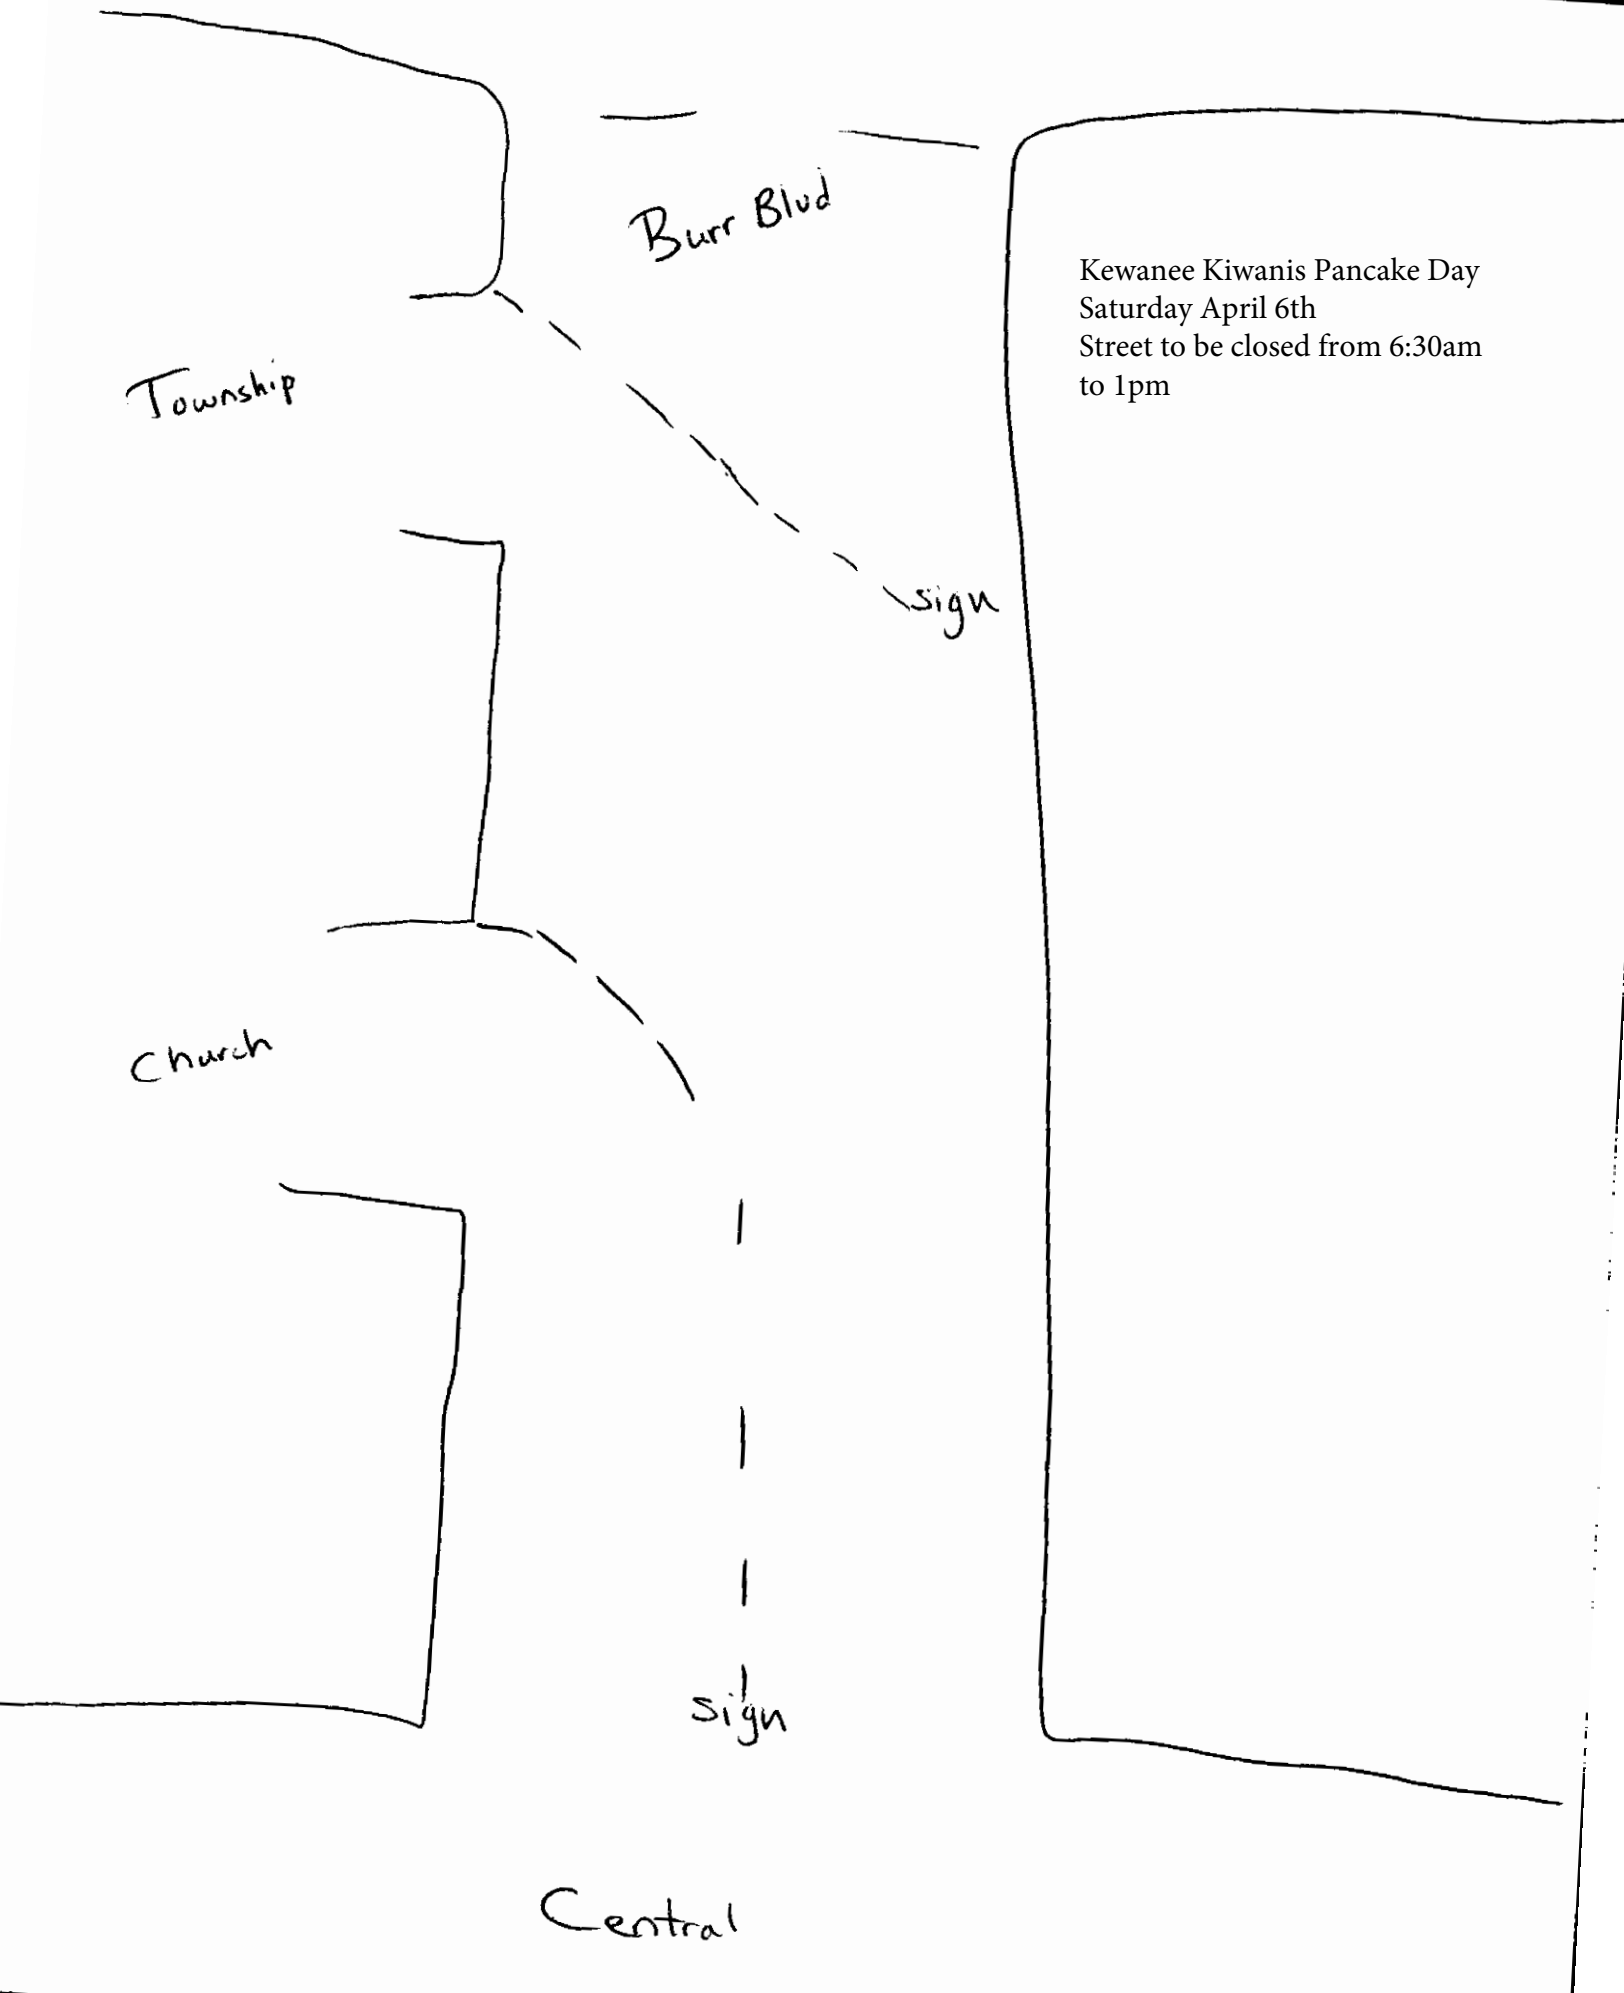 Burr Blvd
Kewanee Kiwanis Pancake Day
Saturday April 6th
Street to be closed from 6:30am
to 1pm
Township
sign
Church
sign
Central